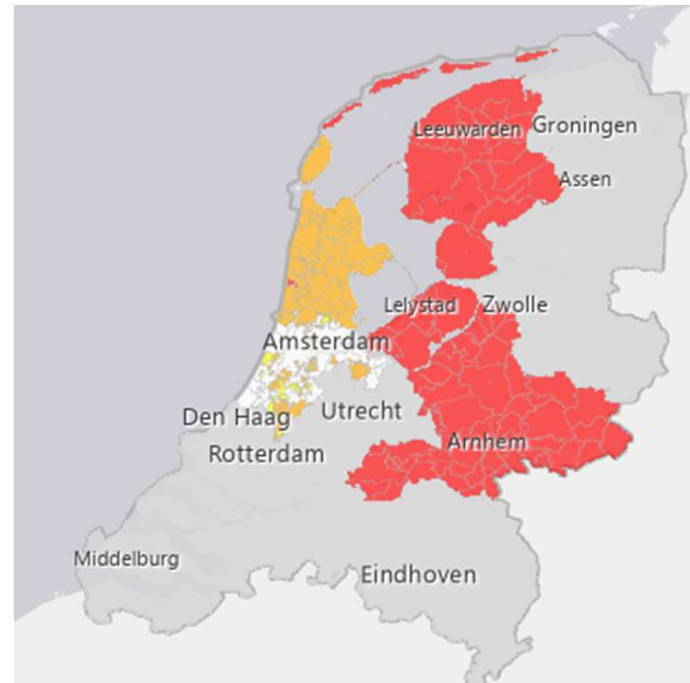 Leeuwarden
Groningen
Assen
Lelystad
Zwolle
Amsterdam
Den Haag
Utrecht
Rotterdam
Arnhem
Middelburg
Eindhoven